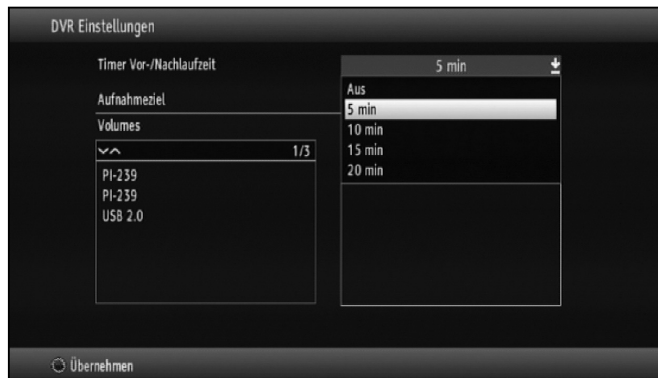 DVR Einstellungen
Timer Vor-/Nachlaufzeit
5 min
Aufnahmeziel
Aus
5 min
10 min
15 min
20 min
Volumes
1/3
PI-239
PI-239
USB 2.0
Übernehmen